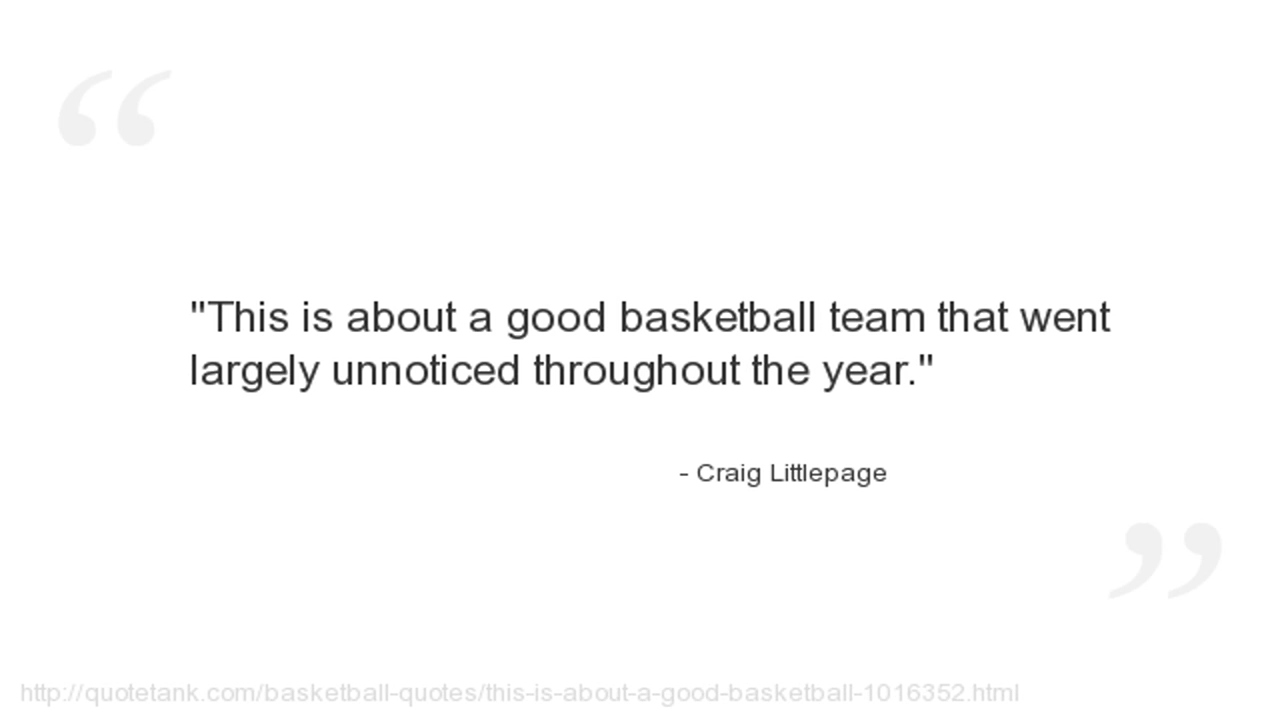 "This is about a good basketball team that went
largely unnoticed throughout the year."
- Craig Littlepage
http://quotetank.com/basketball-quotes/this-is-about-a-good-basketball-1016352.html